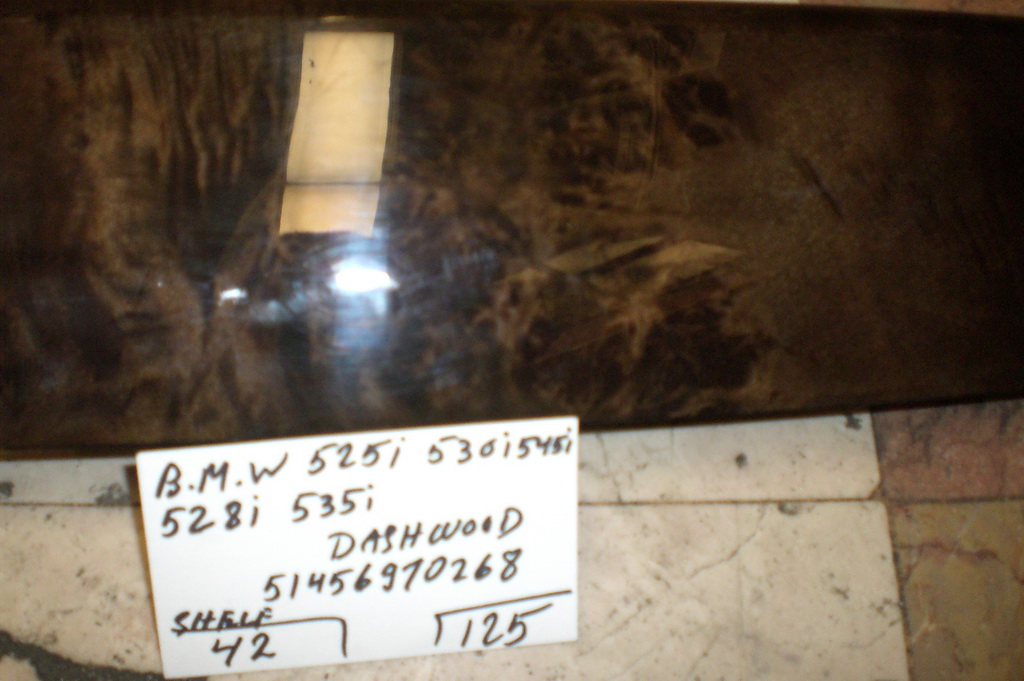 B.M.W 525i 530i 545i
528i 535i
DASHWOOD
51456970268
SHELF
42
125